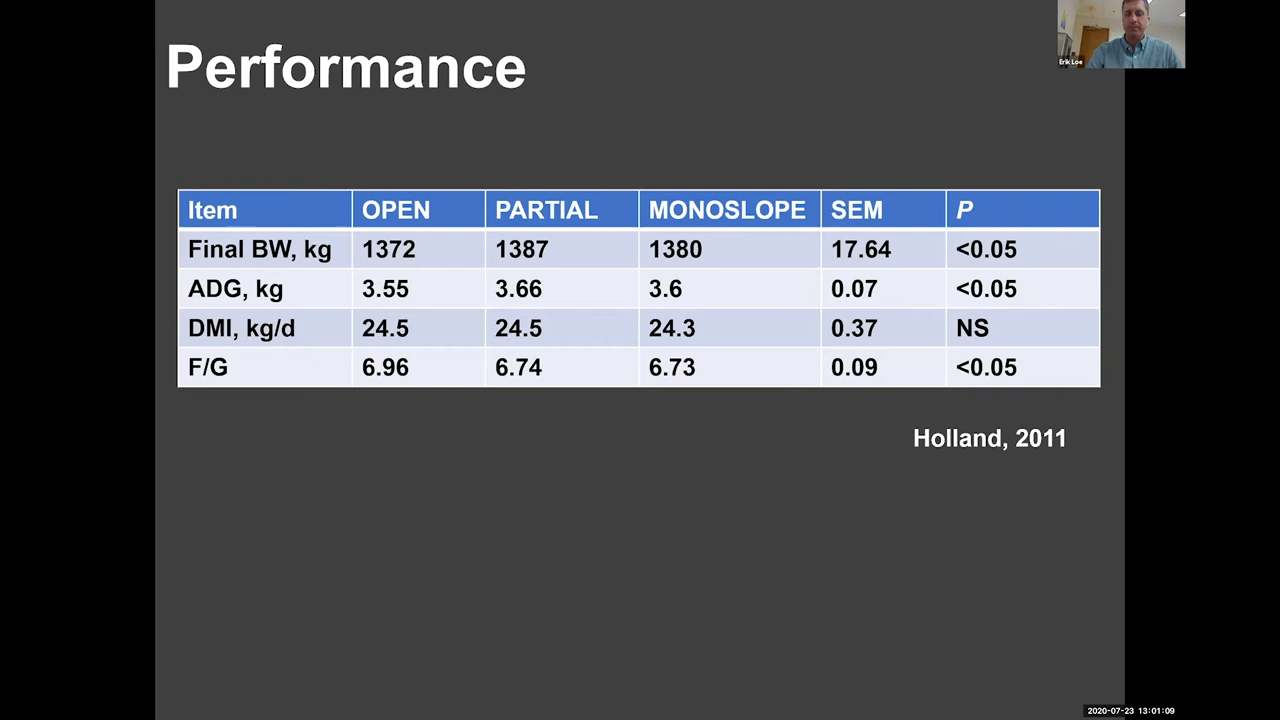 Performance
Erik Loe
Item OPEN PARTIAL MONOSLOPE SEM P
Final BW, kg 1372 1387 1380 17.64 <0.05
ADG, kg 3.55 3.66 3.6 0.07 <0.05
DMI, kg/d 24.5 24.5 24.3 0.37 NS
F/G 6.96 6.74 6.73 0.09 <0.05
Holland, 2011
2020-07-23 13:01:09